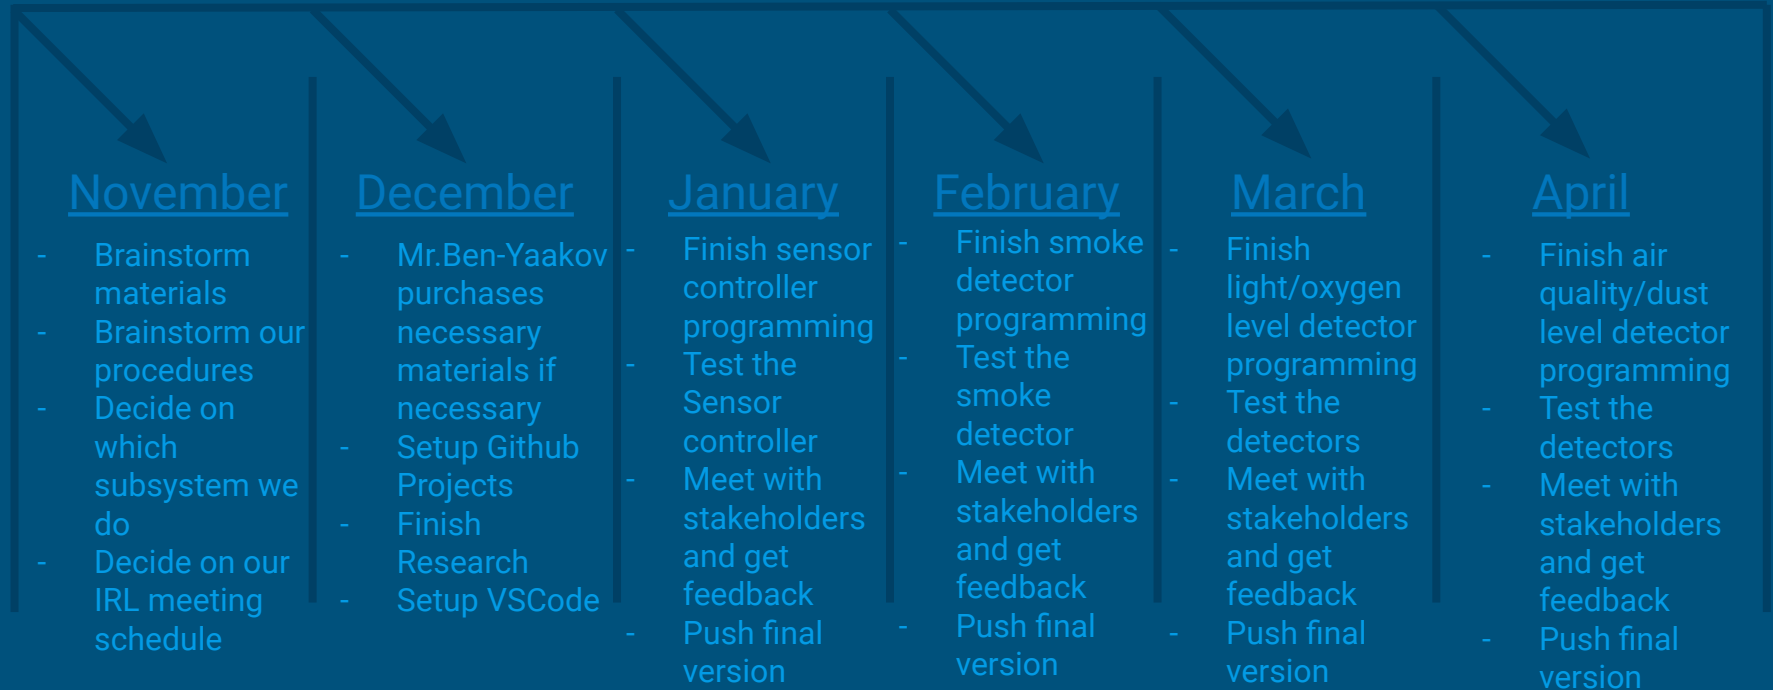 November
- Brainstorm
materials
- Brainstorm our
procedures
- Decide on
which
subsystem we
do
- Decide on our
IRL meeting
schedule
December
- Mr.Ben-Yaakov
purchases
necessary
materials if
necessary
- Setup Github
Projects
- Finish
Research
- Setup VSCode
January
- Finish sensor
controller
programming
- Test the
Sensor
controller
- Meet with
stakeholders
and get
feedback
- Push final
version
February
- Finish smoke
detector
programming
- Test the
smoke
detector
- Meet with
stakeholders
and get
feedback
- Push final
version
March
- Finish
light/oxygen
level detector
programming
- Test the
detectors
- Meet with
stakeholders
and get
feedback
- Push final
version
April
- Finish air
quality/dust
level detector
programming
- Test the
detectors
- Meet with
stakeholders
and get
feedback
- Push final
version